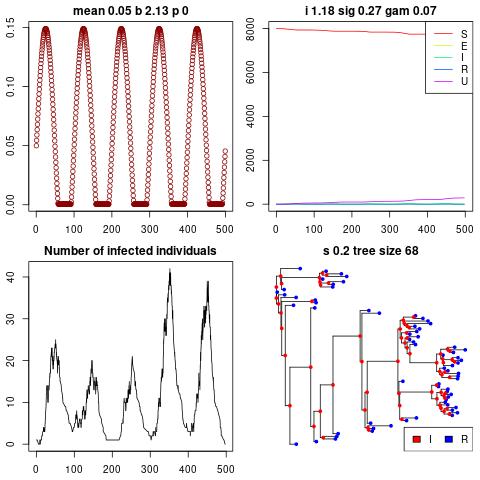 mean 0.05 b 2.13 p 0
0.15
0.10
0.05
0.00
0 100 200 300 400 500
i 1.18 sig 0.27 gam 0.07
8000
6000
4000
2000
0
0 100 200 300 400 500
S
E
I
R
U
Number of infected individuals
40
30
20
10
0
0 100 200 300 400 500
s 0.2 tree size 68
I R